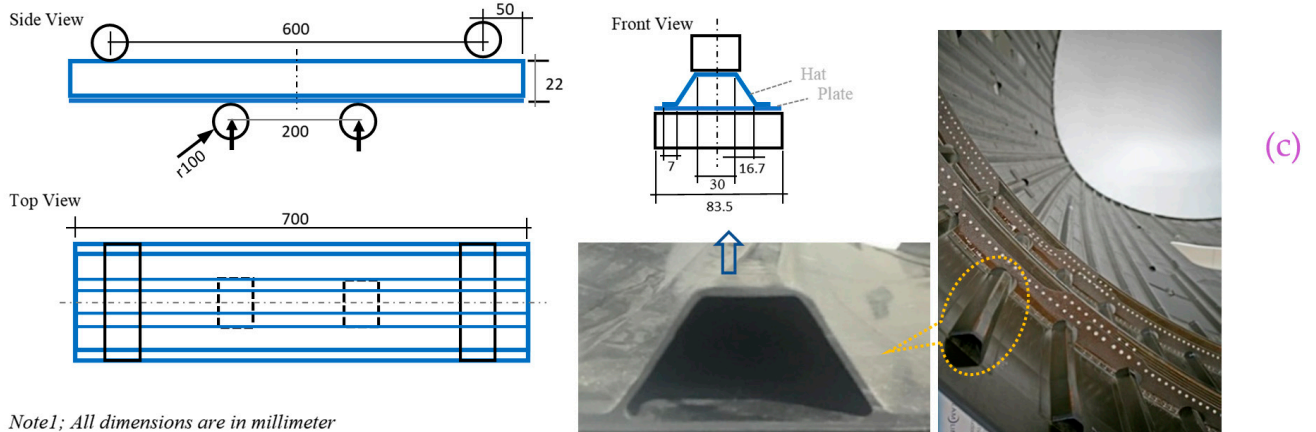 Side View
50
600
22
200
r100
Top View
700
Note1; All dimensions are in millimeter
Front View
Hat
Plate
7
16.7
30
83.5
(c)